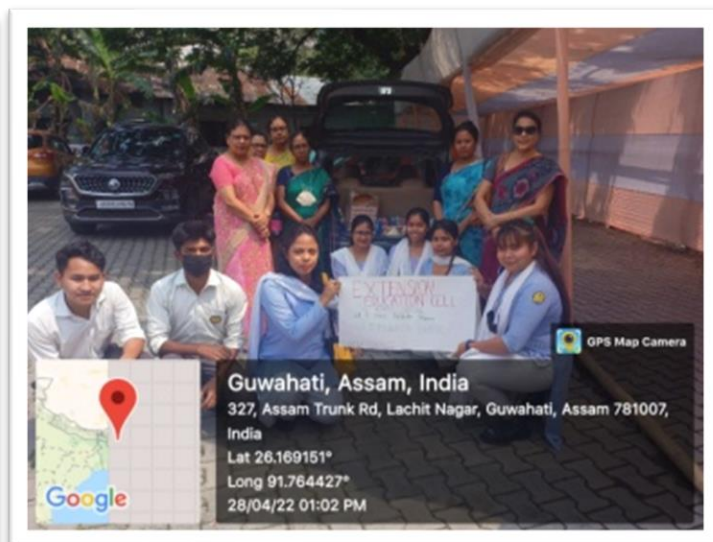 EXTENSION
EDUCATION CELL
GPS Map Camera
Guwahati, Assam, India
327, Assam Trunk Rd, Lachit Nagar, Guwahati, Assam 781007,
India
Lat 26.169151°
Long 91.764427°
28/04/22 01:02 PM
Google